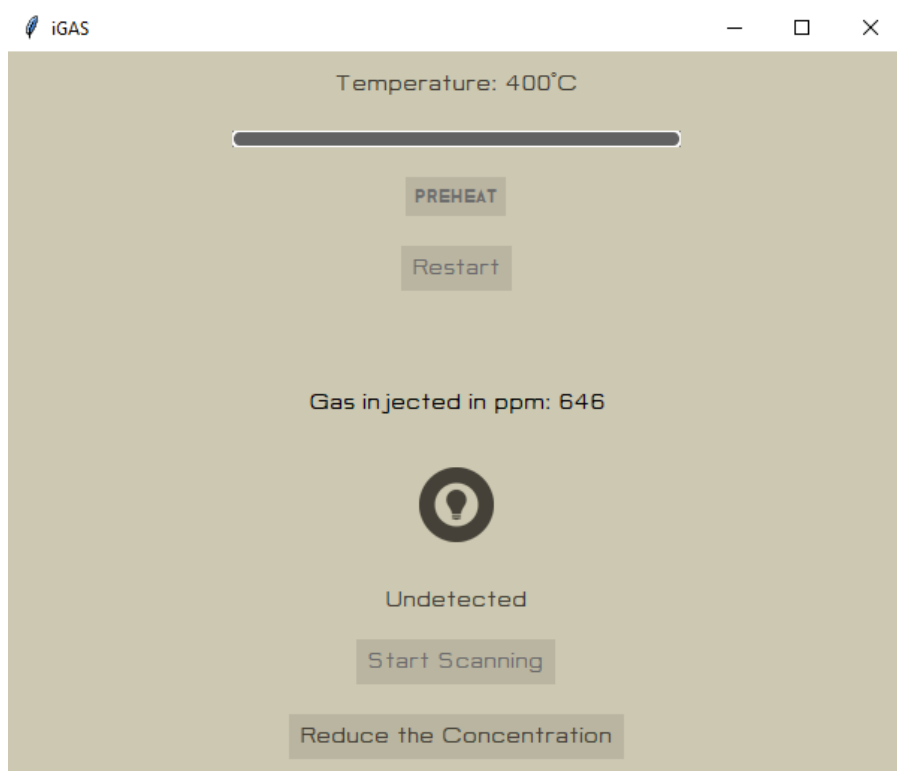 iGAS
Temperature: 400°C
PREHEAT
Restart
Gas injected in ppm: 646
Undetected
Start Scanning
Reduce the Concentration